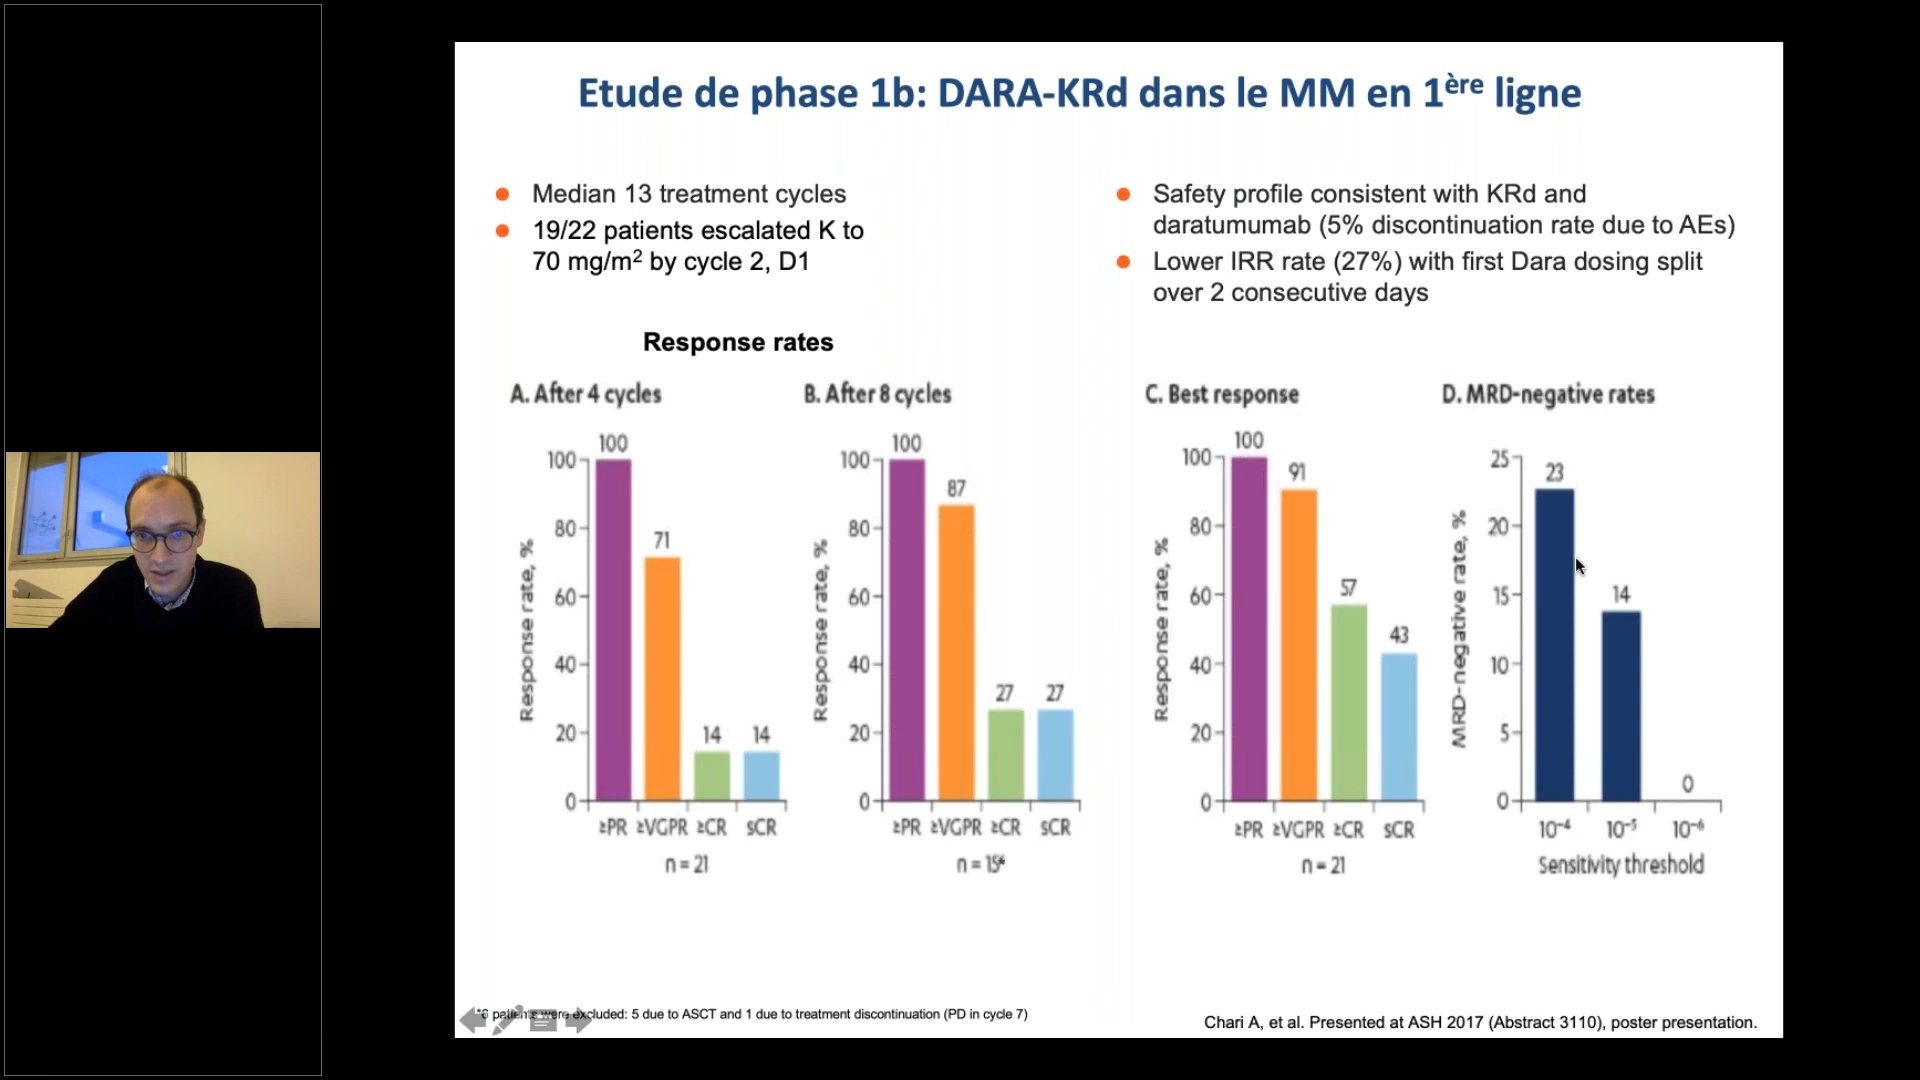 Etude de phase 1b: DARA-KRd dans le MM en 1ère ligne
Median 13 treatment cycles
19/22 patients escalated K to
70 mg/m2 by cycle 2, D1
Safety profile consistent with KRd and
daratumumab (5% discontinuation rate due to AEs)
Lower IRR rate (27%) with first Dara dosing split
over 2 consecutive days
Response rates
A. After 4 cycles
Response rate, %
100
80
60
40
20
0
100
71
14
14
≥PR ≥VGPR ≥CR sCR
n = 21
B. After 8 cycles
Response rate, %
100
80
60
40
20
0
100
87
27
27
≥PR ≥VGPR ≥CR sCR
n = 15*
C. Best response
Response rate, %
100
80
60
40
20
0
100
91
57
43
≥PR ≥VGPR ≥CR sCR
n = 21
D. MRD-negative rates
MRD-negative rate, %
25
20
15
10
5
0
23
14
0
10⁻⁴ 10⁻⁵ 10⁻⁶
Sensitivity threshold
*6 patients were excluded: 5 due to ASCT and 1 due to treatment discontinuation (PD in cycle 7)
Chari A, et al. Presented at ASH 2017 (Abstract 3110), poster presentation.